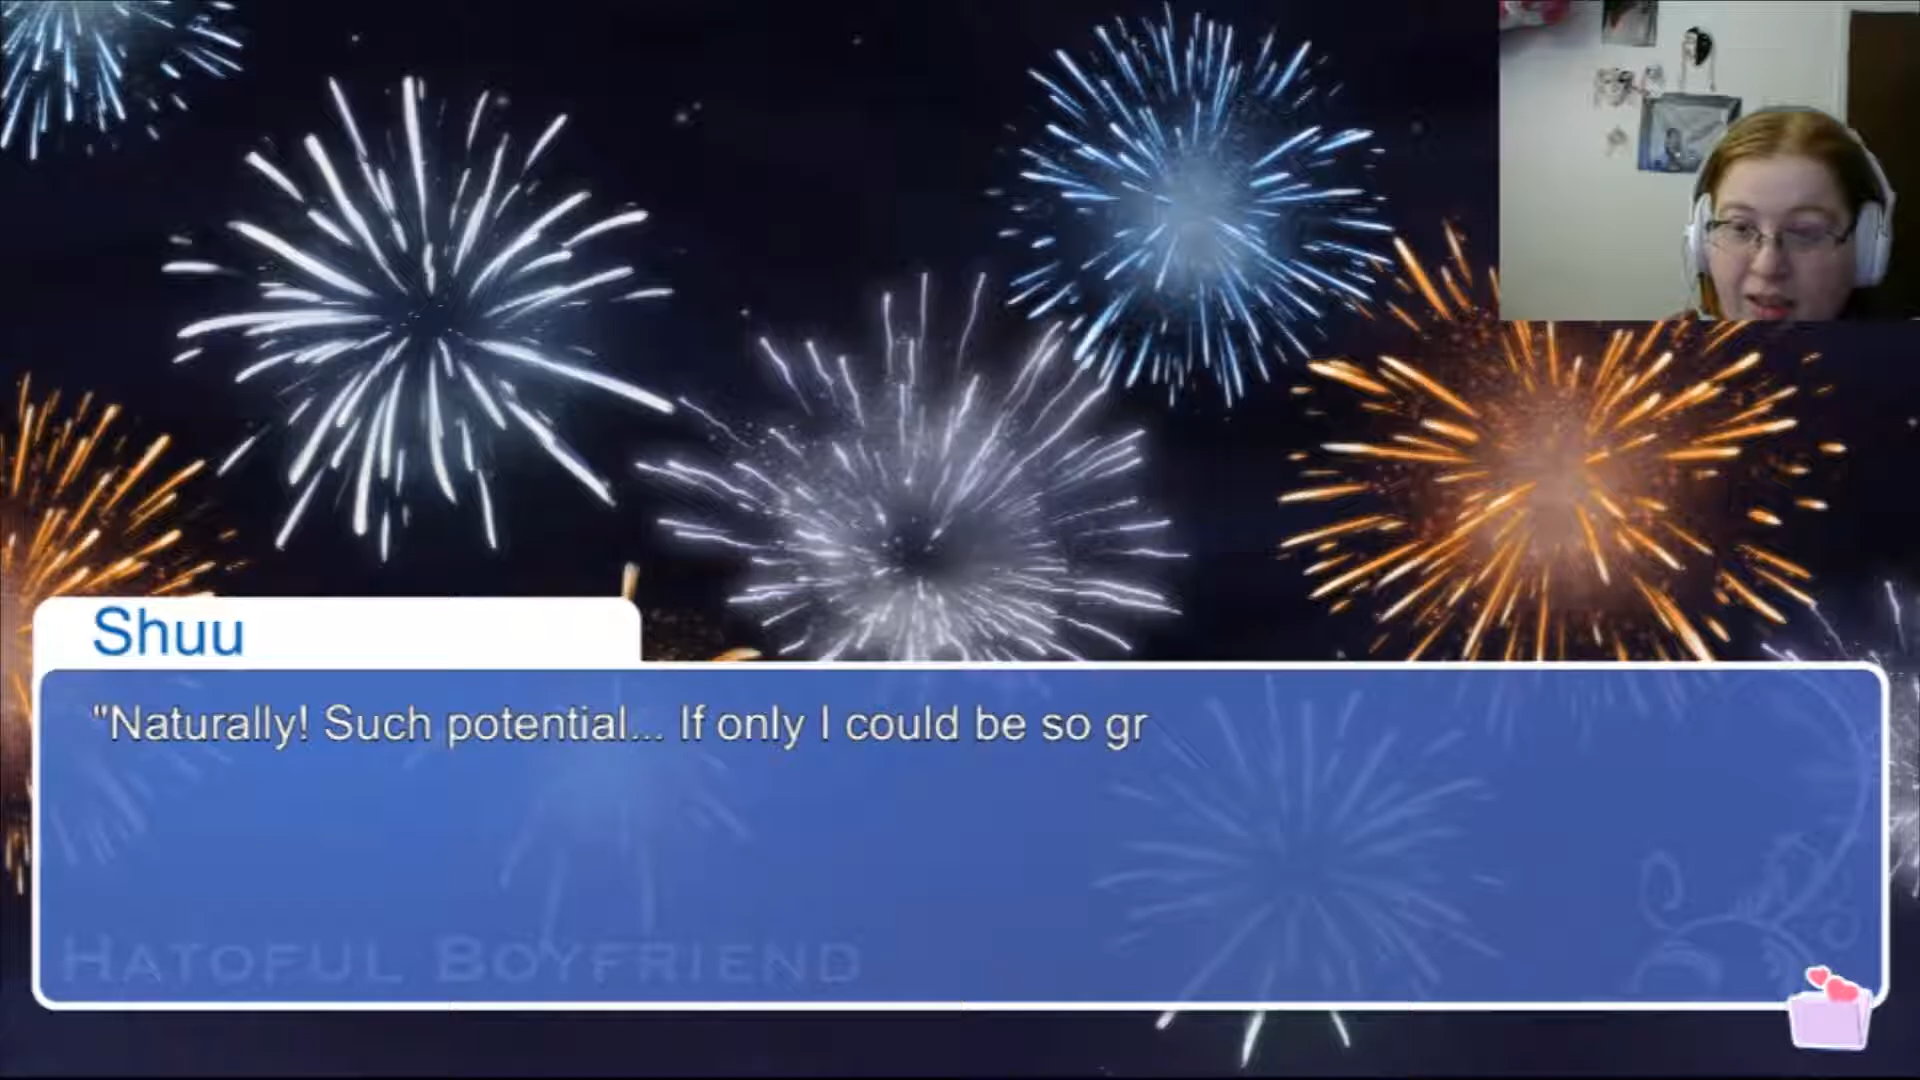 Shuu
"Naturally! Such potential... If only I could be so gr
HATOFUL BOYFRIEND